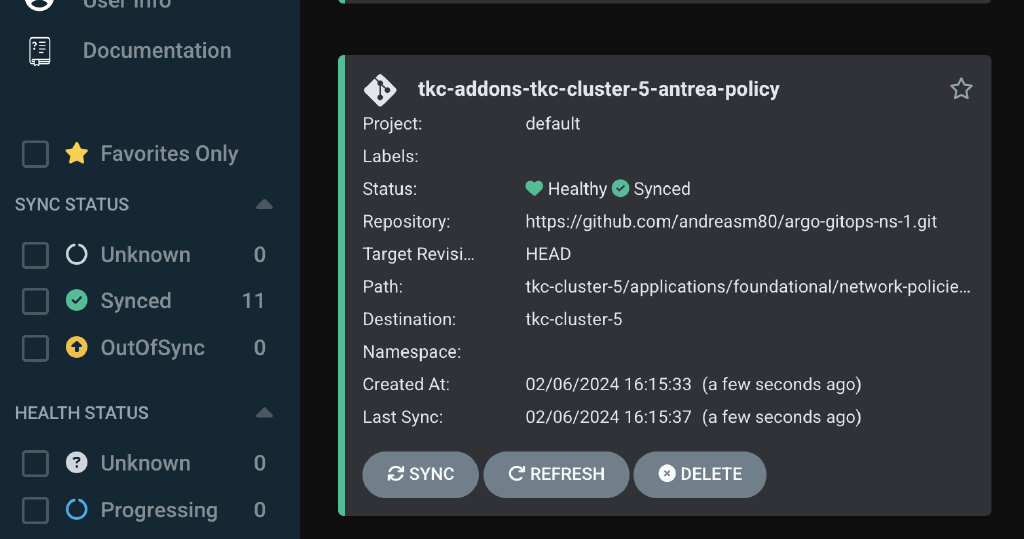 User Info
Documentation
Favorites Only
SYNC STATUS
Unknown 0
Synced 11
OutOfSync 0
HEALTH STATUS
Unknown 0
Progressing 0
tkc-addons-tkc-cluster-5-antrea-policy
Project: default
Labels:
Status: Healthy Synced
Repository: https://github.com/andreasm80/argo-gitops-ns-1.git
Target Revisi... HEAD
Path: tkc-cluster-5/applications/foundational/network-policie...
Destination: tkc-cluster-5
Namespace:
Created At: 02/06/2024 16:15:33 (a few seconds ago)
Last Sync: 02/06/2024 16:15:37 (a few seconds ago)
SYNC REFRESH DELETE